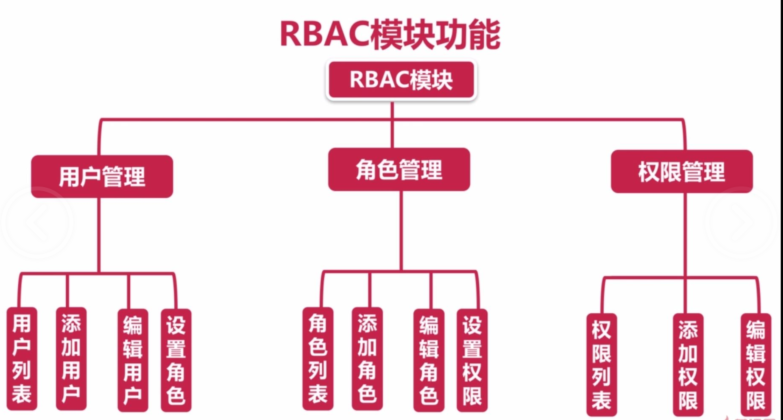 RBAC模块功能
RBAC模块
用户管理
角色管理
权限管理
用户列表
添加用户
编辑用户
设置角色
角色列表
添加角色
编辑角色
设置权限
权限列表
添加权限
编辑权限